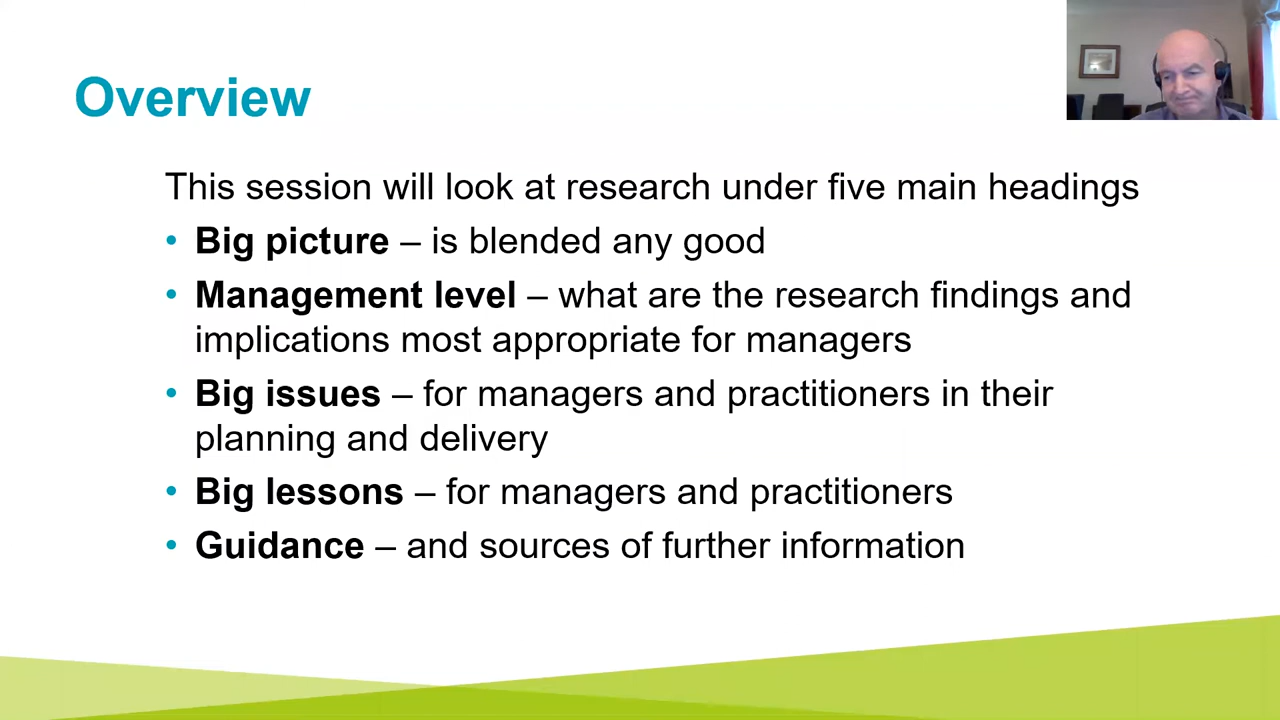 Overview
This session will look at research under five main headings
• Big picture – is blended any good
• Management level – what are the research findings and
implications most appropriate for managers
• Big issues – for managers and practitioners in their
planning and delivery
• Big lessons – for managers and practitioners
• Guidance – and sources of further information